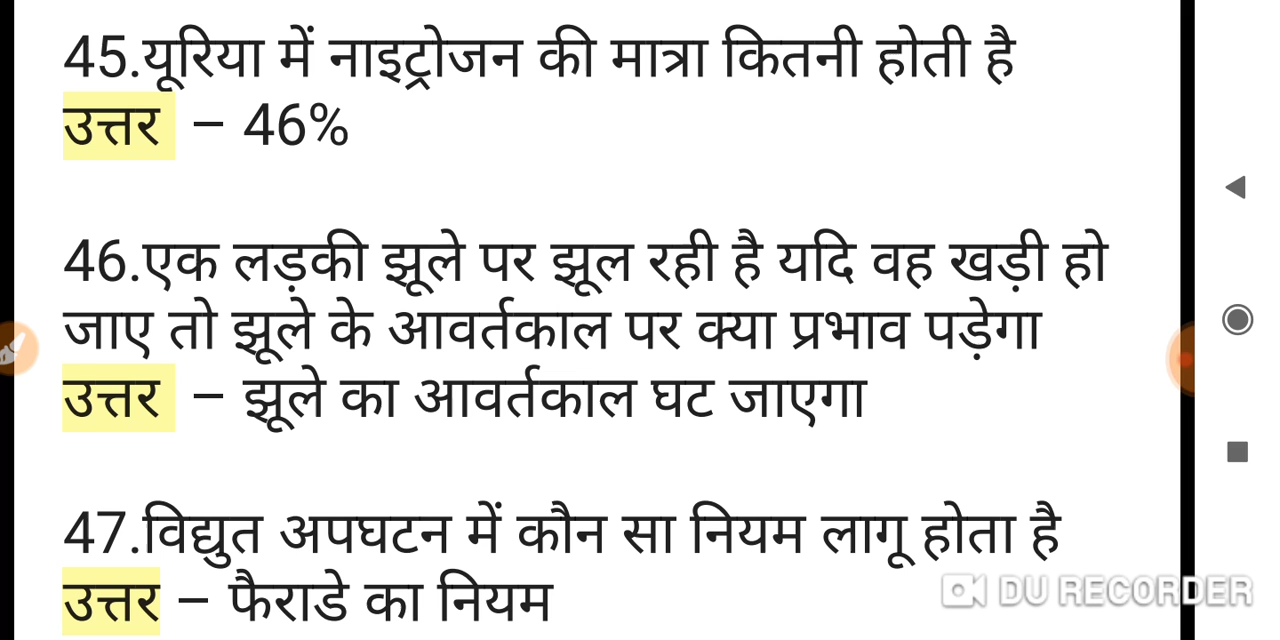 45.यूरिया में नाइट्रोजन की मात्रा कितनी होती है
उत्तर – 46%
46.एक लड़की झूले पर झूल रही है यदि वह खड़ी हो
जाए तो झूले के आवर्तकाल पर क्या प्रभाव पड़ेगा
उत्तर – झूले का आवर्तकाल घट जाएगा
47.विद्युत अपघटन में कौन सा नियम लागू होता है
उत्तर – फैराडे का नियम
DU RECORDER